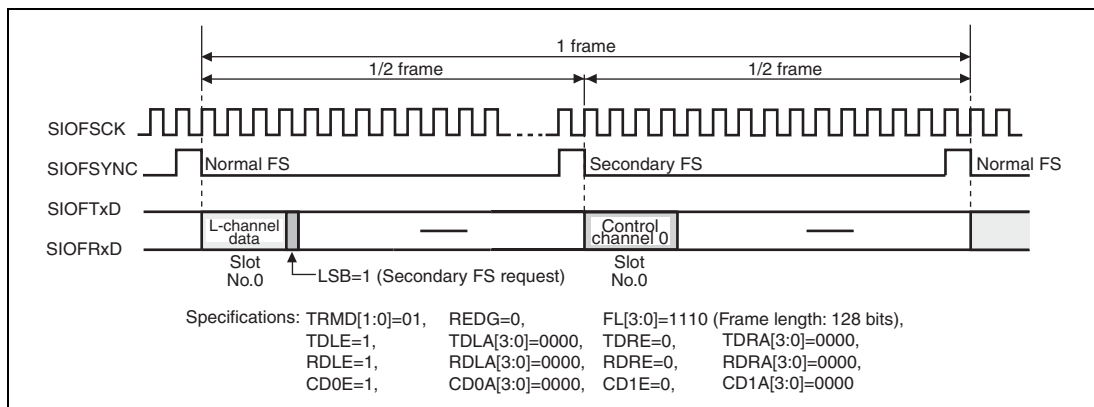 1 frame
1/2 frame 1/2 frame
SIOFSCK
SIOFSYNC Normal FS Secondary FS Normal FS
SIOFTxD
SIOFRxD
L-channel data
Control channel 0
Slot No.0
LSB=1 (Secondary FS request)
Slot No.0
Specifications: TRMD[1:0]=01, REDG=0, FL[3:0]=1110 (Frame length: 128 bits),
TDLE=1, TDLA[3:0]=0000, TDRE=0, TDRA[3:0]=0000,
RDLE=1, RDLA[3:0]=0000, RDRE=0, RDRA[3:0]=0000,
CD0E=1, CD0A[3:0]=0000, CD1E=0, CD1A[3:0]=0000